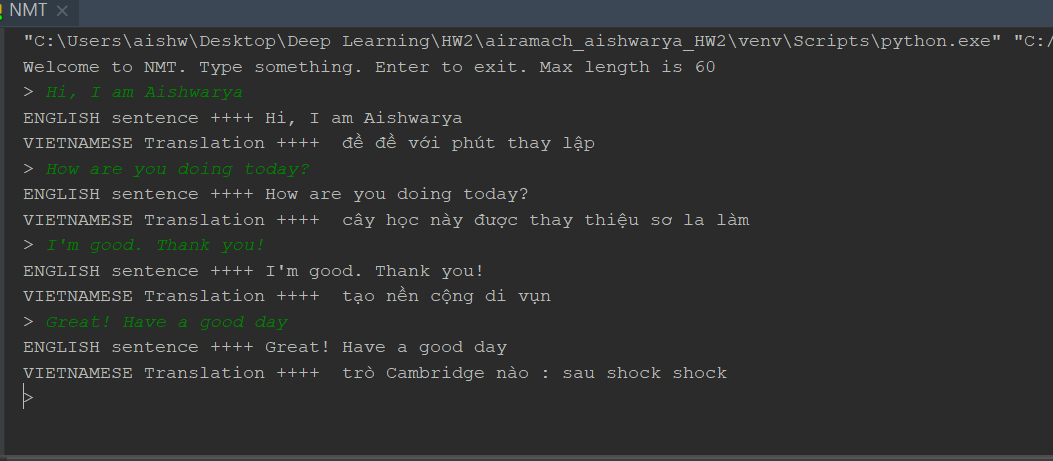 NMT
"C:\Users\aishw\Desktop\Deep Learning\HW2\airamach_aishwarya_HW2\venv\Scripts\python.exe" "C:/
Welcome to NMT. Type something. Enter to exit. Max length is 60
> Hi, I am Aishwarya
ENGLISH sentence ++++ Hi, I am Aishwarya
VIETNAMESE Translation ++++  đề đề với phút thay lập
> How are you doing today?
ENGLISH sentence ++++ How are you doing today?
VIETNAMESE Translation ++++  cây học này được thay thiệu sơ la làm
> I'm good. Thank you!
ENGLISH sentence ++++ I'm good. Thank you!
VIETNAMESE Translation ++++  tạo nền cộng di vụn
> Great! Have a good day
ENGLISH sentence ++++ Great! Have a good day
VIETNAMESE Translation ++++  trò Cambridge nào : sau shock shock
>